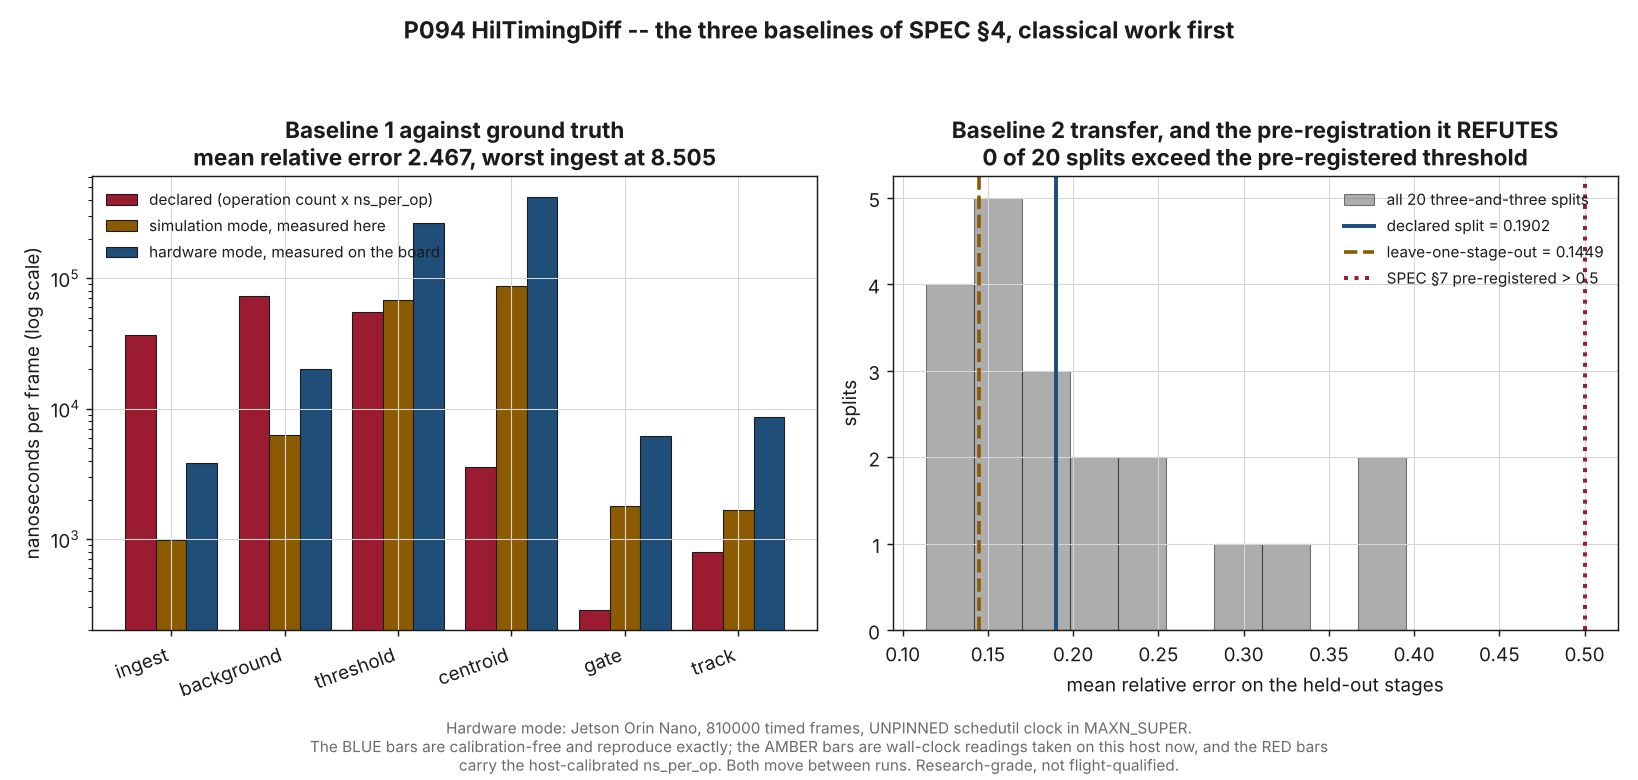 P094 HilTimingDiff -- the three baselines of SPEC §4, classical work first
Baseline 1 against ground truth
mean relative error 2.467, worst ingest at 8.505
declared (operation count x ns_per_op)
simulation mode, measured here
hardware mode, measured on the board
nanoseconds per frame (log scale)
10⁵
10⁴
10³
ingest
background
threshold
centroid
gate
track
Baseline 2 transfer, and the pre-registration it REFUTES
0 of 20 splits exceed the pre-registered threshold
all 20 three-and-three splits
declared split = 0.1902
leave-one-stage-out = 0.1449
SPEC §7 pre-registered > 0.5
splits
5
4
3
2
1
0
0.10 0.15 0.20 0.25 0.30 0.35 0.40 0.45 0.50
mean relative error on the held-out stages
Hardware mode: Jetson Orin Nano, 810000 timed frames, UNPINNED schedutil clock in MAXN_SUPER.
The BLUE bars are calibration-free and reproduce exactly; the AMBER bars are wall-clock readings taken on this host now, and the RED bars
carry the host-calibrated ns_per_op. Both move between runs. Research-grade, not flight-qualified.